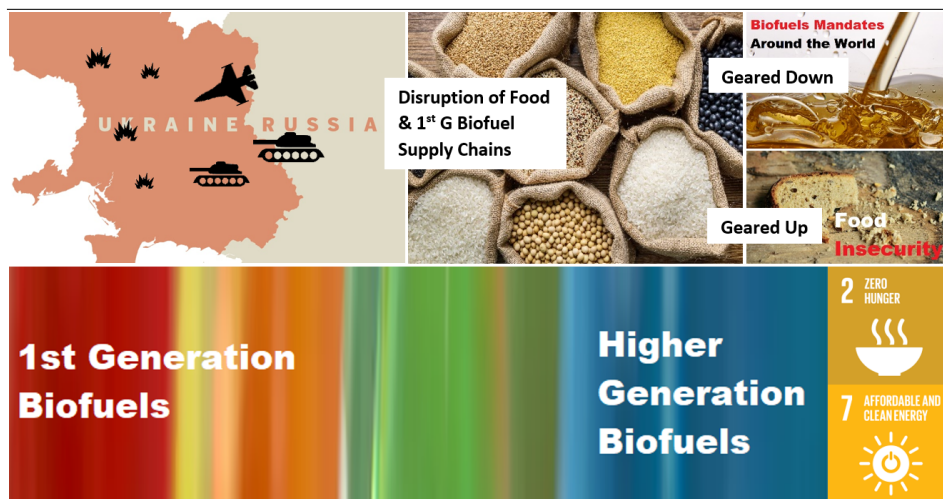 UKRAINE RUSSIA
Disruption of Food
& 1st G Biofuel
Supply Chains
Biofuels Mandates
Around the World
Geared Down
Geared Up
Food
Insecurity
1st Generation
Biofuels
Higher
Generation
Biofuels
2 ZERO
HUNGER
7 AFFORDABLE AND
CLEAN ENERGY